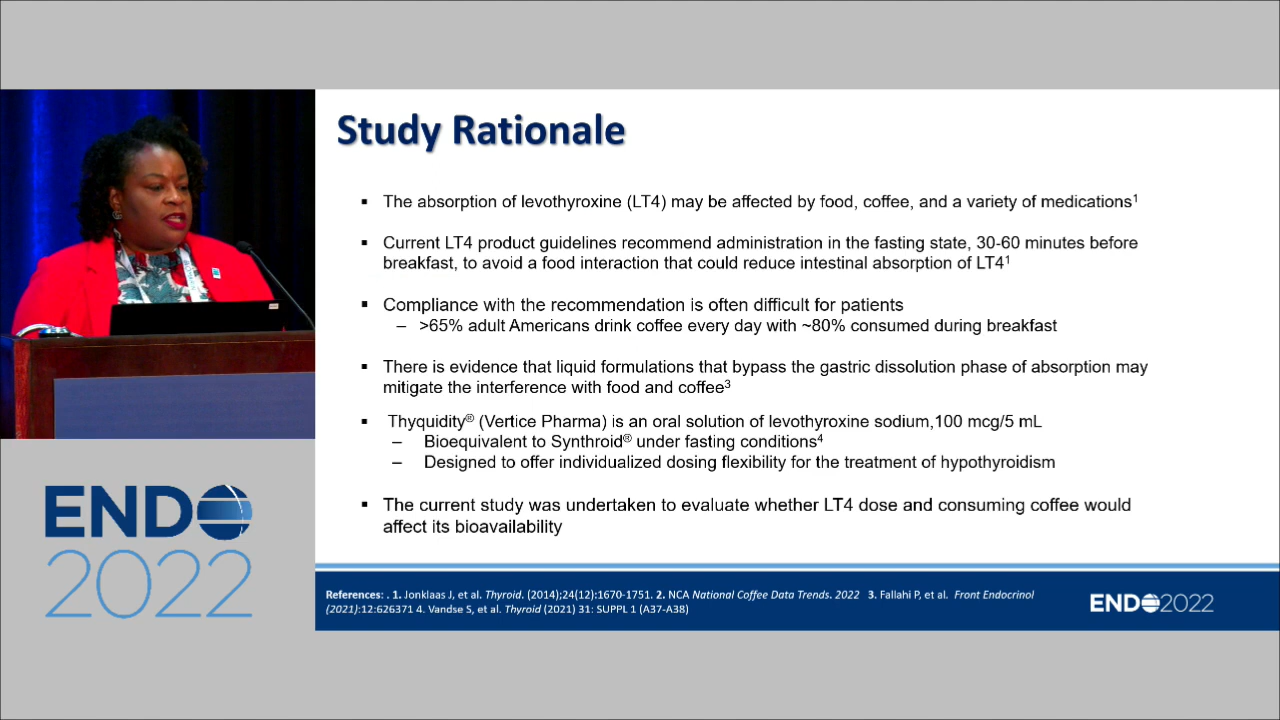 Study Rationale
▪ The absorption of levothyroxine (LT4) may be affected by food, coffee, and a variety of medications1
▪ Current LT4 product guidelines recommend administration in the fasting state, 30-60 minutes before
breakfast, to avoid a food interaction that could reduce intestinal absorption of LT41
▪ Compliance with the recommendation is often difficult for patients
– >65% adult Americans drink coffee every day with ~80% consumed during breakfast
▪ There is evidence that liquid formulations that bypass the gastric dissolution phase of absorption may
mitigate the interference with food and coffee3
▪ Thyquidity® (Vertice Pharma) is an oral solution of levothyroxine sodium,100 mcg/5 mL
– Bioequivalent to Synthroid® under fasting conditions4
– Designed to offer individualized dosing flexibility for the treatment of hypothyroidism
▪ The current study was undertaken to evaluate whether LT4 dose and consuming coffee would
affect its bioavailability
References: . 1. Jonklaas J, et al. Thyroid. (2014);24(12):1670-1751. 2. NCA National Coffee Data Trends. 2022 3. Fallahi P, et al. Front Endocrinol
(2021):12:626371 4. Vandse S, et al. Thyroid (2021) 31: SUPPL 1 (A37-A38)
ENDO2022
ENDO
2022